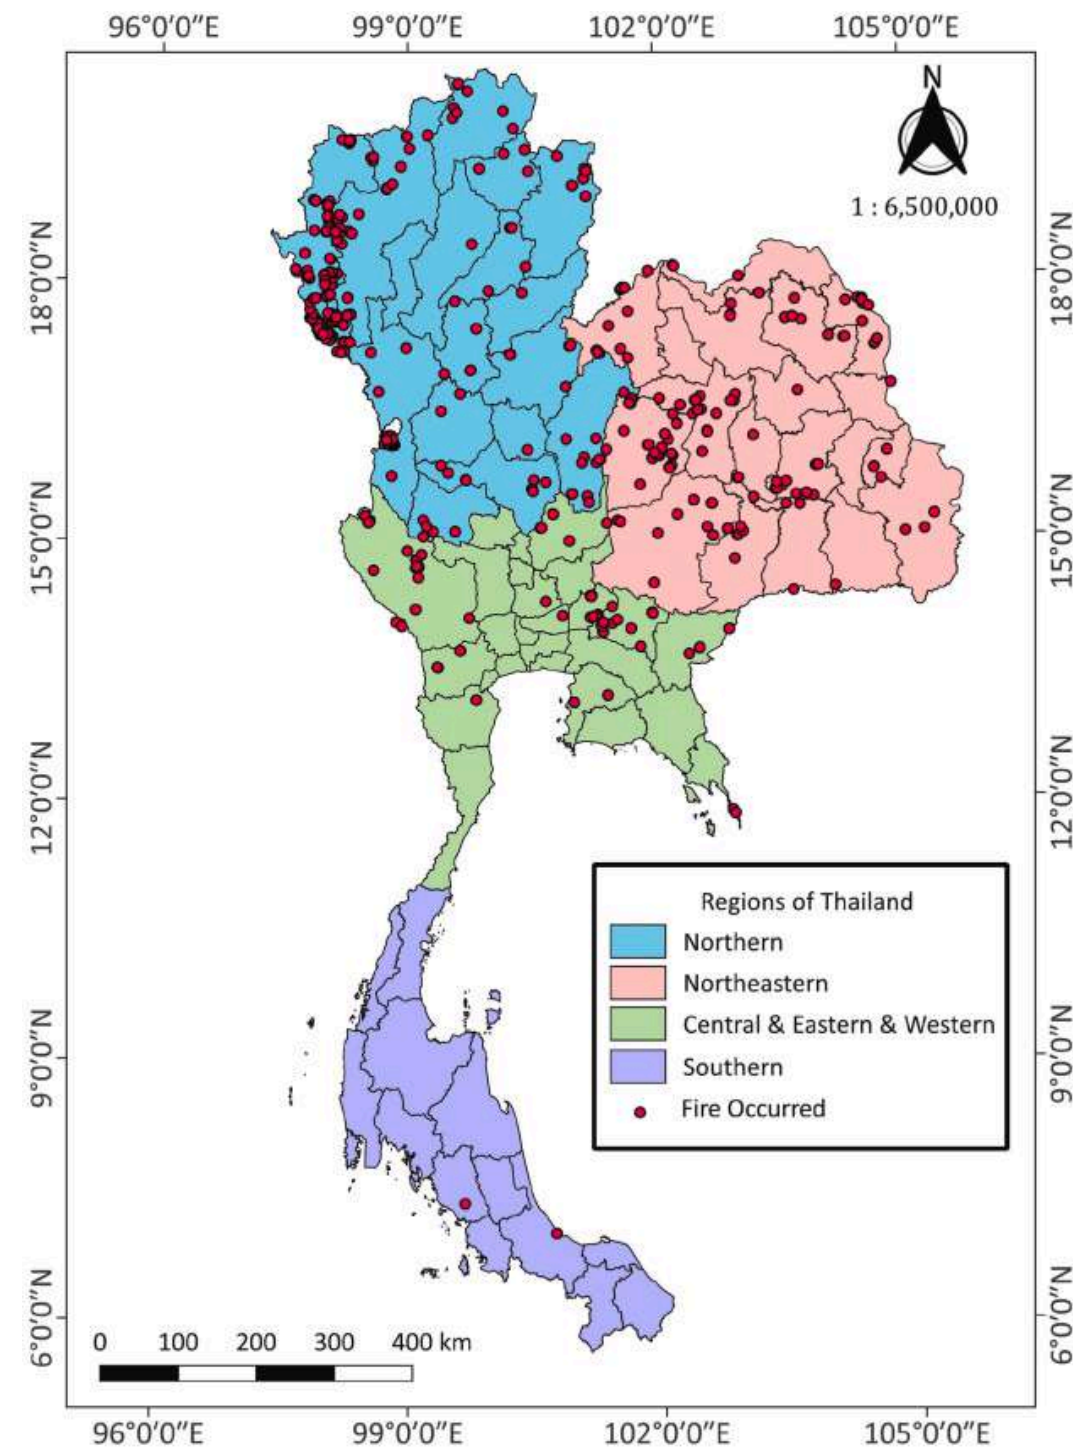 96°0′0″E 99°0′0″E 102°0′0″E 105°0′0″E
N
1 : 6,500,000
18°0′0″N
18°0′0″N
15°0′0″N
15°0′0″N
12°0′0″N
12°0′0″N
Regions of Thailand
Northern
Northeastern
Central & Eastern & Western
Southern
Fire Occurred
9°0′0″N
9°0′0″N
6°0′0″N
6°0′0″N
0 100 200 300 400 km
96°0′0″E 99°0′0″E 102°0′0″E 105°0′0″E